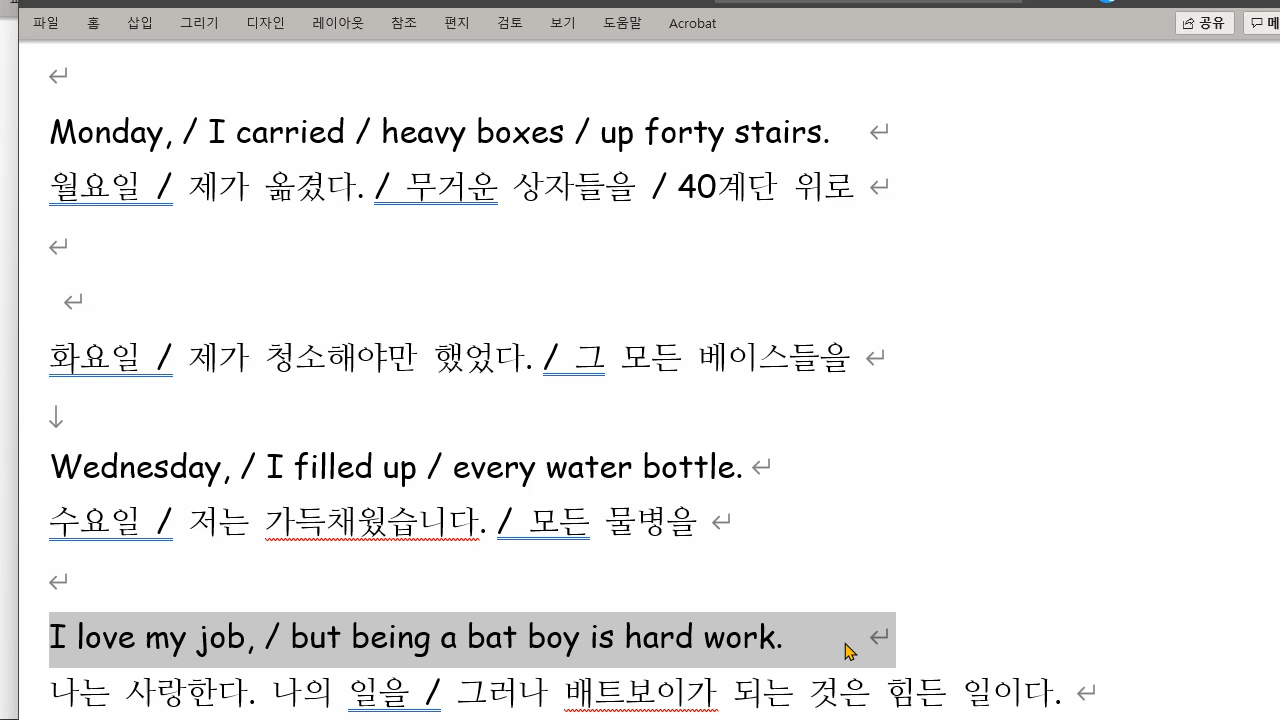 파일 홈 삽입 그리기 디자인 레이아웃 참조 편지 검토 보기 도움말 Acrobat 공유 메
Monday, / I carried / heavy boxes / up forty stairs.
월요일 / 제가 옮겼다. / 무거운 상자들을 / 40계단 위로
화요일 / 제가 청소해야만 했었다. / 그 모든 베이스들을
Wednesday, / I filled up / every water bottle.
수요일 / 저는 가득채웠습니다. / 모든 물병을
I love my job, / but being a bat boy is hard work.
나는 사랑한다. 나의 일을 / 그러나 배트보이가 되는 것은 힘든 일이다.